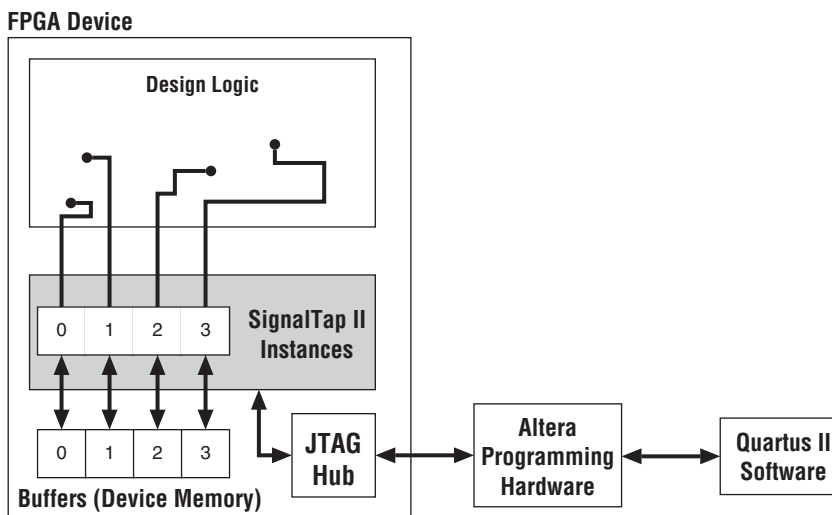 FPGA Device
Design Logic
0 1 2 3
SignalTap II
Instances
0 1 2 3
Buffers (Device Memory)
JTAG
Hub
Altera
Programming
Hardware
Quartus II
Software